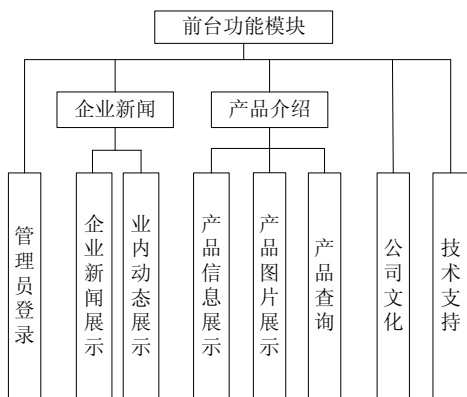 前台功能模块
企业新闻
产品介绍
管理员登录
企业新闻展示
业内动态展示
产品信息展示
产品图片展示
产品查询
公司文化
技术支持